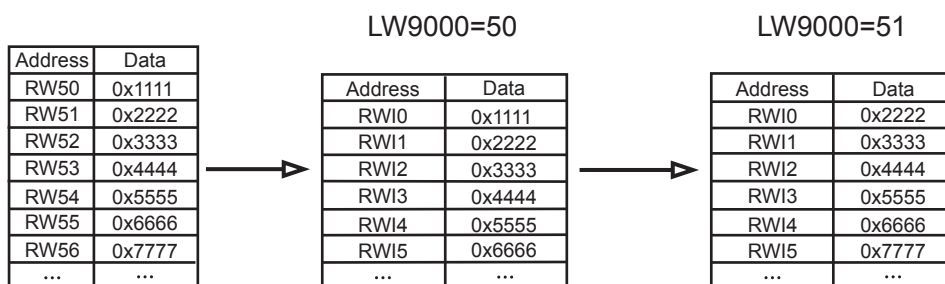 LW9000=50
LW9000=51
Address Data
RW50 0x1111
RW51 0x2222
RW52 0x3333
RW53 0x4444
RW54 0x5555
RW55 0x6666
RW56 0x7777
... ...
Address Data
RWI0 0x1111
RWI1 0x2222
RWI2 0x3333
RWI3 0x4444
RWI4 0x5555
RWI5 0x6666
... ...
Address Data
RWI0 0x2222
RWI1 0x3333
RWI2 0x4444
RWI3 0x5555
RWI4 0x6666
RWI5 0x7777
... ...